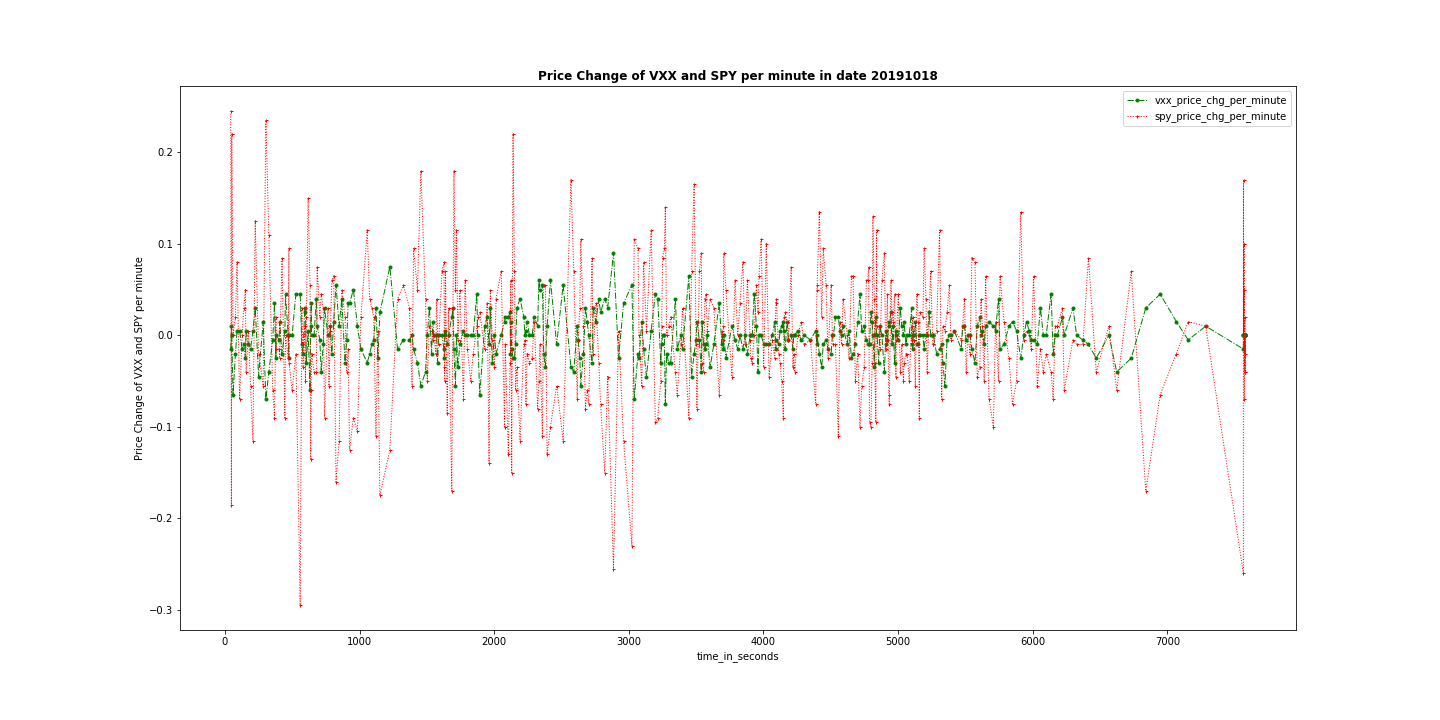 Price Change of VXX and SPY per minute in date 20191018
vxx_price_chg_per_minute
spy_price_chg_per_minute
Price Change of VXX and SPY per minute
0.2
0.1
0.0
−0.1
−0.2
−0.3
0 1000 2000 3000 4000 5000 6000 7000
time_in_seconds